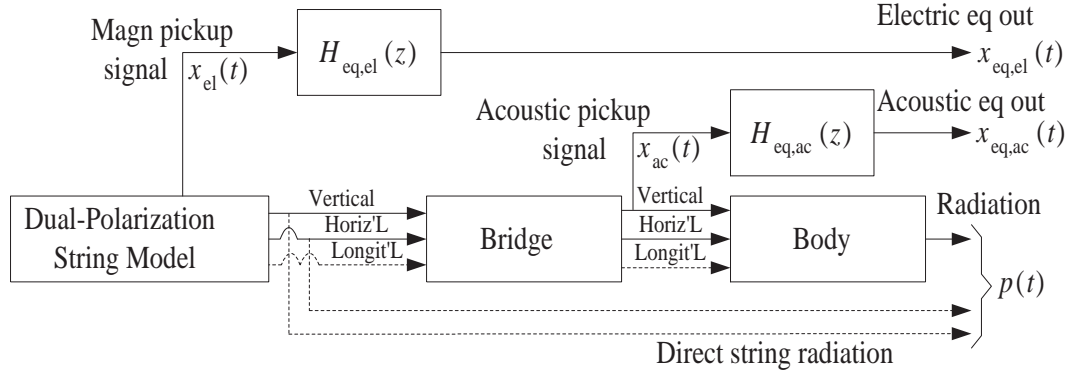 Magn pickup
signal
x_el(t)
H_eq,el(z)
Electric eq out
x_eq,el(t)
Acoustic pickup
signal
x_ac(t)
H_eq,ac(z)
Acoustic eq out
x_eq,ac(t)
Dual-Polarization
String Model
Vertical
Horiz'L
Longit'L
Bridge
Vertical
Horiz'L
Longit'L
Body
Radiation
p(t)
Direct string radiation